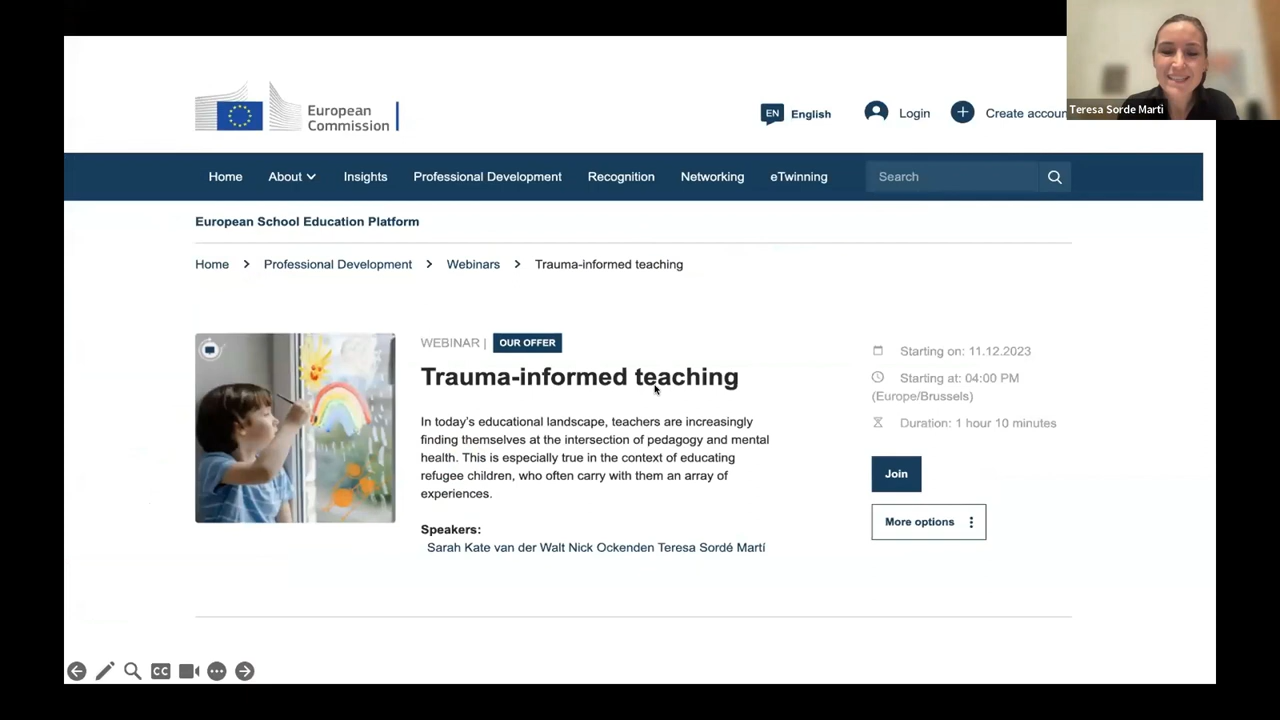 European
Commission
EN English
Login
Create accoun
Teresa Sorde Marti
Home
About
Insights
Professional Development
Recognition
Networking
eTwinning
Search
European School Education Platform
Home > Professional Development > Webinars > Trauma-informed teaching
WEBINAR | OUR OFFER
Trauma-informed teaching
In today's educational landscape, teachers are increasingly
finding themselves at the intersection of pedagogy and mental
health. This is especially true in the context of educating
refugee children, who often carry with them an array of
experiences.
Speakers:
Sarah Kate van der Walt Nick Ockenden Teresa Sordé Martí
Starting on: 11.12.2023
Starting at: 04:00 PM
(Europe/Brussels)
Duration: 1 hour 10 minutes
Join
More options
CC